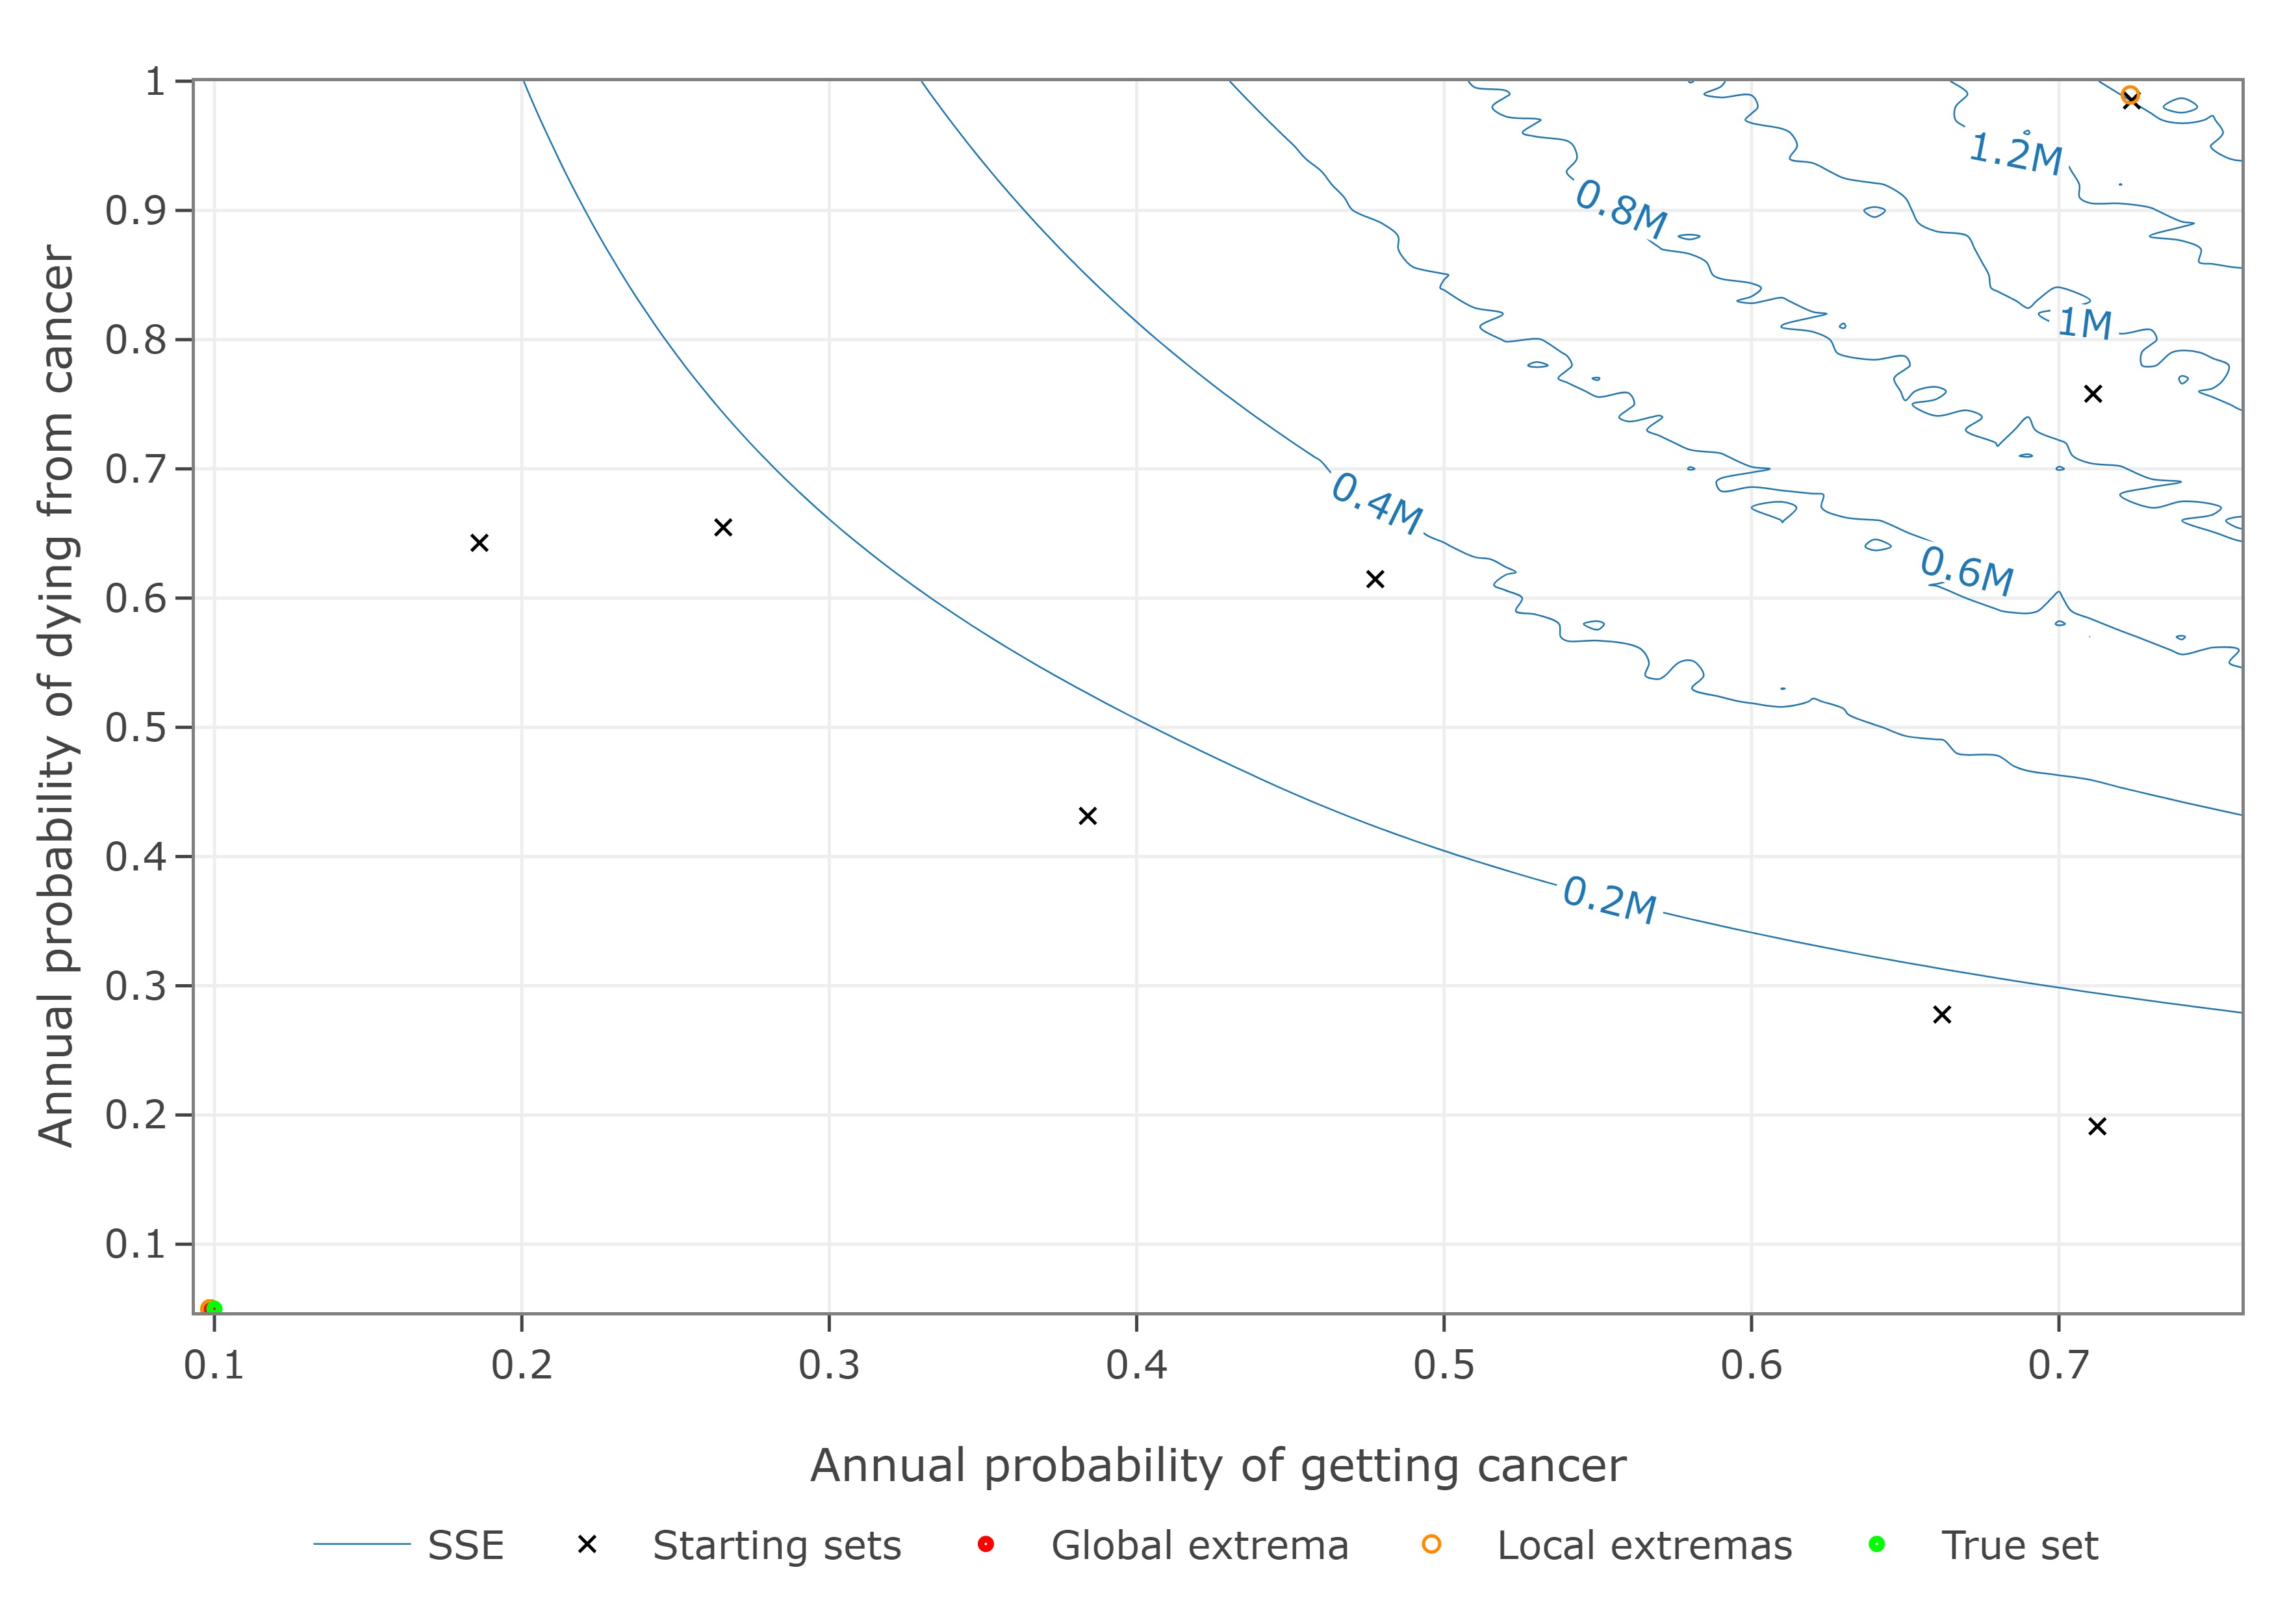 1
0.9
0.8
0.7
0.6
0.5
0.4
0.3
0.2
0.1
Annual probability of dying from cancer
1.2M
0.8M
1M
0.4M
0.6M
0.2M
0.1 0.2 0.3 0.4 0.5 0.6 0.7
Annual probability of getting cancer
SSE Starting sets Global extrema Local extremas True set